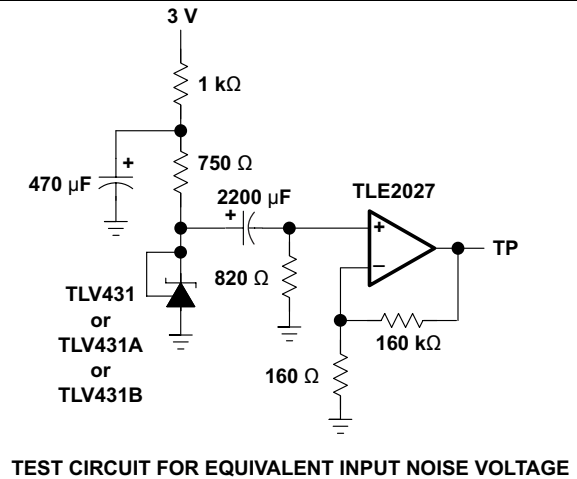 3 V
1 kΩ
470 µF
+
750 Ω
2200 µF
+
TLE2027
+
−
TP
820 Ω
TLV431
or
TLV431A
or
TLV431B
160 kΩ
160 Ω
TEST CIRCUIT FOR EQUIVALENT INPUT NOISE VOLTAGE